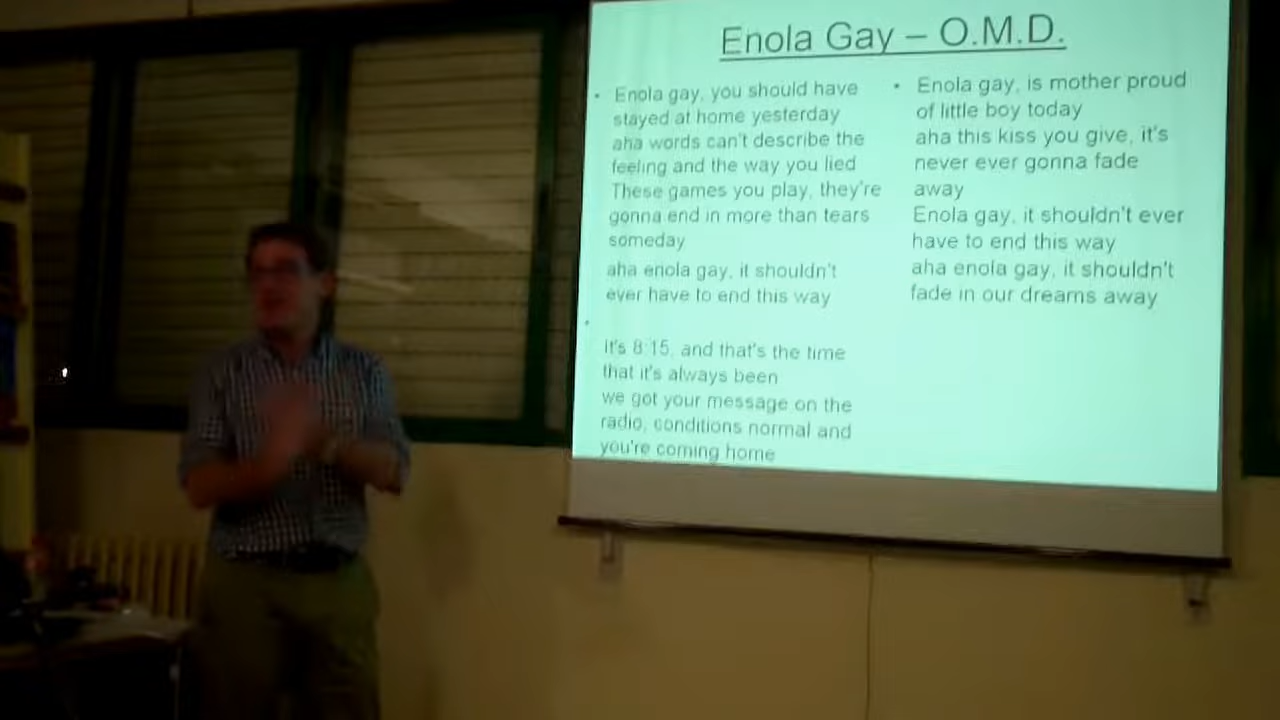 Enola Gay – O.M.D.
• Enola gay, you should have
stayed at home yesterday
aha words can't describe the
feeling and the way you lied
These games you play, they're
gonna end in more than tears
someday
aha enola gay, it shouldn't
ever have to end this way
•
It's 8:15, and that's the time
that it's always been
we got your message on the
radio, conditions normal and
you're coming home
• Enola gay, is mother proud
of little boy today
aha this kiss you give, it's
never ever gonna fade
away
Enola gay, it shouldn't ever
have to end this way
aha enola gay, it shouldn't
fade in our dreams away